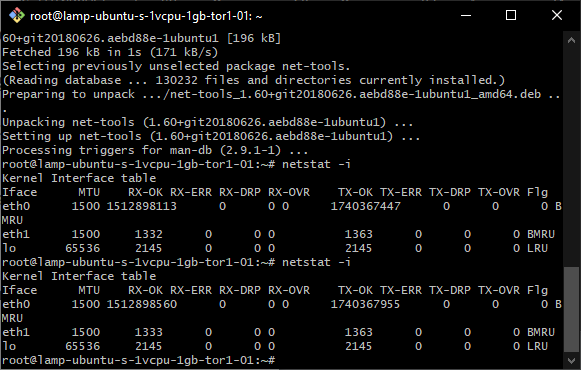 root@lamp-ubuntu-s-1vcpu-1gb-tor1-01: ~
60+git20180626.aebd88e-1ubuntu1 [196 kB]
Fetched 196 kB in 1s (171 kB/s)
Selecting previously unselected package net-tools.
(Reading database ... 130232 files and directories currently installed.)
Preparing to unpack .../net-tools_1.60+git20180626.aebd88e-1ubuntu1_amd64.deb ..
.
Unpacking net-tools (1.60+git20180626.aebd88e-1ubuntu1) ...
Setting up net-tools (1.60+git20180626.aebd88e-1ubuntu1) ...
Processing triggers for man-db (2.9.1-1) ...
root@lamp-ubuntu-s-1vcpu-1gb-tor1-01:~# netstat -i
Kernel Interface table
Iface      MTU    RX-OK RX-ERR RX-DRP RX-OVR    TX-OK TX-ERR TX-DRP TX-OVR Flg
eth0      1500 1512898113      0      0 0      1740367447      0      0      0 B
MRU
eth1      1500     1332      0      0 0          1363      0      0      0 BMRU
lo       65536     2145      0      0 0          2145      0      0      0 LRU
root@lamp-ubuntu-s-1vcpu-1gb-tor1-01:~# netstat -i
Kernel Interface table
Iface      MTU    RX-OK RX-ERR RX-DRP RX-OVR    TX-OK TX-ERR TX-DRP TX-OVR Flg
eth0      1500 1512898560      0      0 0      1740367955      0      0      0 B
MRU
eth1      1500     1333      0      0 0          1363      0      0      0 BMRU
lo       65536     2145      0      0 0          2145      0      0      0 LRU
root@lamp-ubuntu-s-1vcpu-1gb-tor1-01:~#